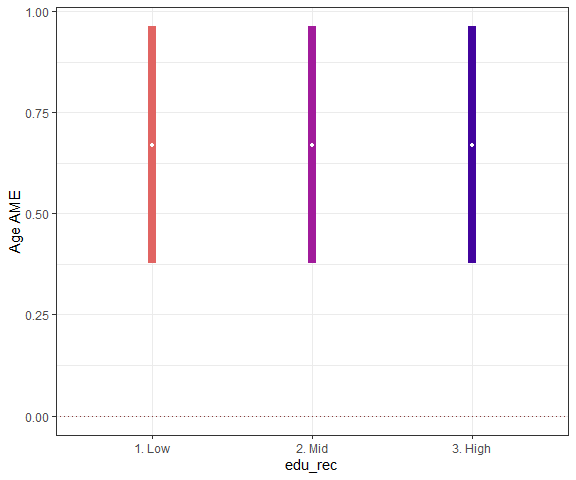 1.00
0.75
0.50
0.25
0.00
Age AME
1. Low
2. Mid
3. High
edu_rec